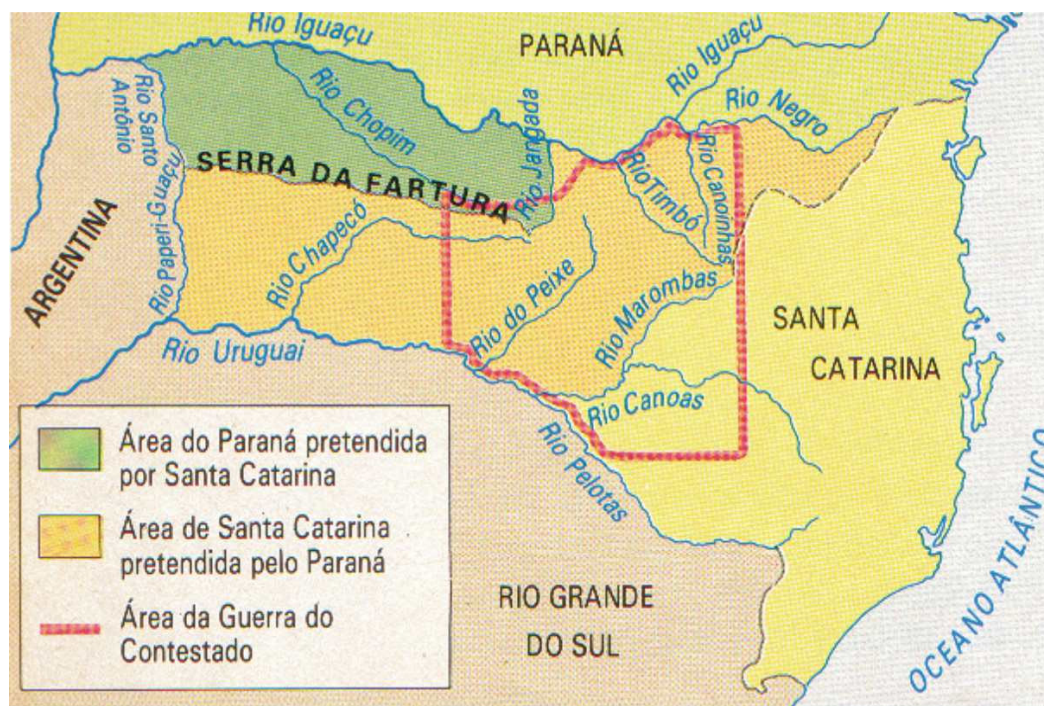 Rio Iguaçu
PARANÁ
Rio Iguaçu
Rio Negro
Rio Santo
Antônio
Rio Chopim
Rio Jangada
SERRA DA FARTURA
Rio Timbó
Rio Canoinhas
ARGENTINA
Rio Paderi-Guaçu
Rio Chapecó
Rio do Peixe
Rio Marombas
SANTA
CATARINA
Rio Uruguai
Rio Canoas
Rio Pelotas
Área do Paraná pretendida
por Santa Catarina
Área de Santa Catarina
pretendida pelo Paraná
Área da Guerra do
Contestado
RIO GRANDE
DO SUL
OCEANO ATLÂNTICO